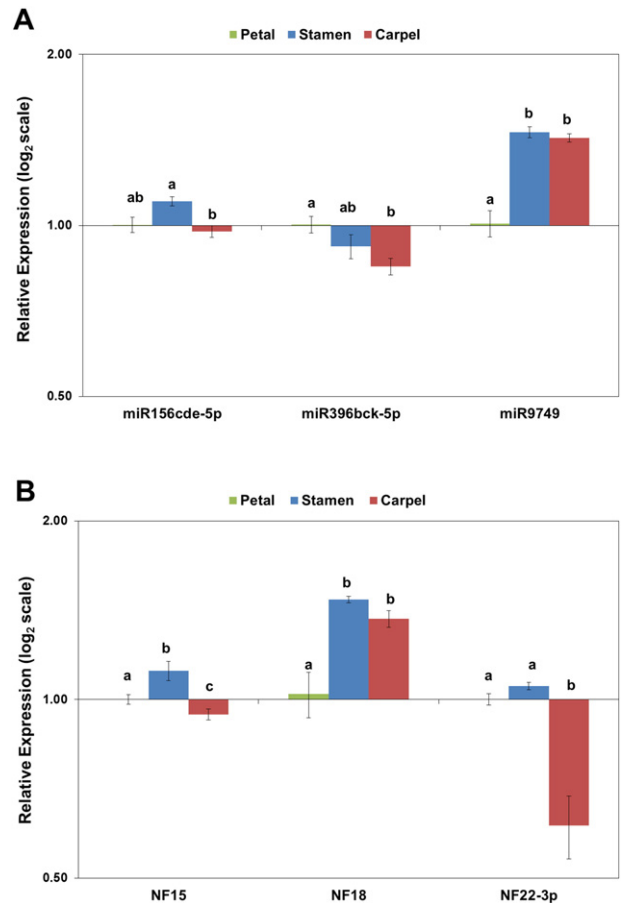 A
Petal Stamen Carpel
Relative Expression (log₂ scale)
2.00
b b
a
ab a b
a ab b
1.00
0.50
miR156cde-5p miR396bck-5p miR9749
B
Petal Stamen Carpel
Relative Expression (log₂ scale)
2.00
b b
a b c
a
a a b
1.00
0.50
NF15 NF18 NF22-3p